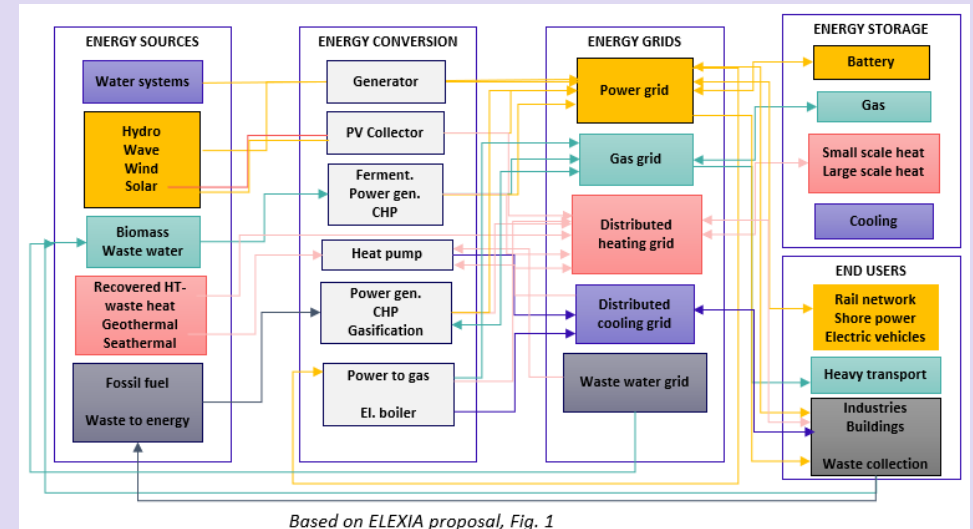 ENERGY SOURCES
Water systems
Hydro
Wave
Wind
Solar
Biomass
Waste water
Recovered HT-
waste heat
Geothermal
Seathermal
Fossil fuel
Waste to energy
ENERGY CONVERSION
Generator
PV Collector
Ferment.
Power gen.
CHP
Heat pump
Power gen.
CHP
Gasification
Power to gas
El. boiler
ENERGY GRIDS
Power grid
Gas grid
Distributed
heating grid
Distributed
cooling grid
Waste water grid
ENERGY STORAGE
Battery
Gas
Small scale heat
Large scale heat
Cooling
END USERS
Rail network
Shore power
Electric vehicles
Heavy transport
Industries
Buildings
Waste collection
Based on ELEXIA proposal, Fig. 1